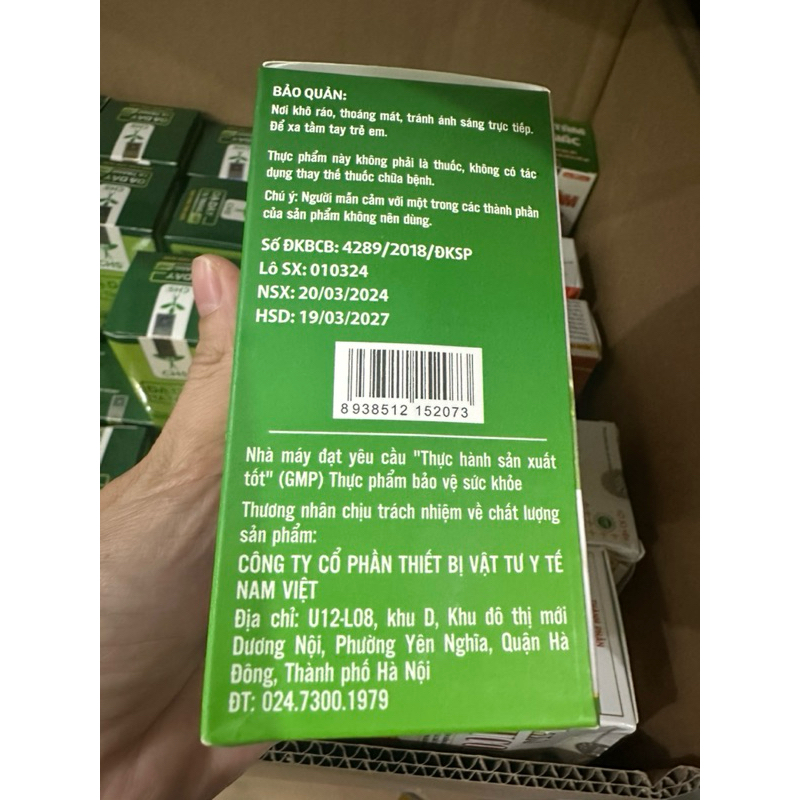 BẢO QUẢN:
Nơi khô ráo, thoáng mát, tránh ánh sáng trực tiếp.
Để xa tầm tay trẻ em.
Thực phẩm này không phải là thuốc, không có tác
dụng thay thế thuốc chữa bệnh.
Chú ý: Người mẫn cảm với một trong các thành phần
của sản phẩm không nên dùng.
Số ĐKBCB: 4289/2018/ĐKSP
Lô SX: 010324
NSX: 20/03/2024
HSD: 19/03/2027
8 938512 152073
Nhà máy đạt yêu cầu "Thực hành sản xuất
tốt" (GMP) Thực phẩm bảo vệ sức khỏe
Thương nhân chịu trách nhiệm về chất lượng
sản phẩm:
CÔNG TY CỔ PHẦN THIẾT BỊ VẬT TƯ Y TẾ
NAM VIỆT
Địa chỉ: U12-L08, khu D, Khu đô thị mới
Dương Nội, Phường Yên Nghĩa, Quận Hà
Đông, Thành phố Hà Nội
ĐT: 024.7300.1979